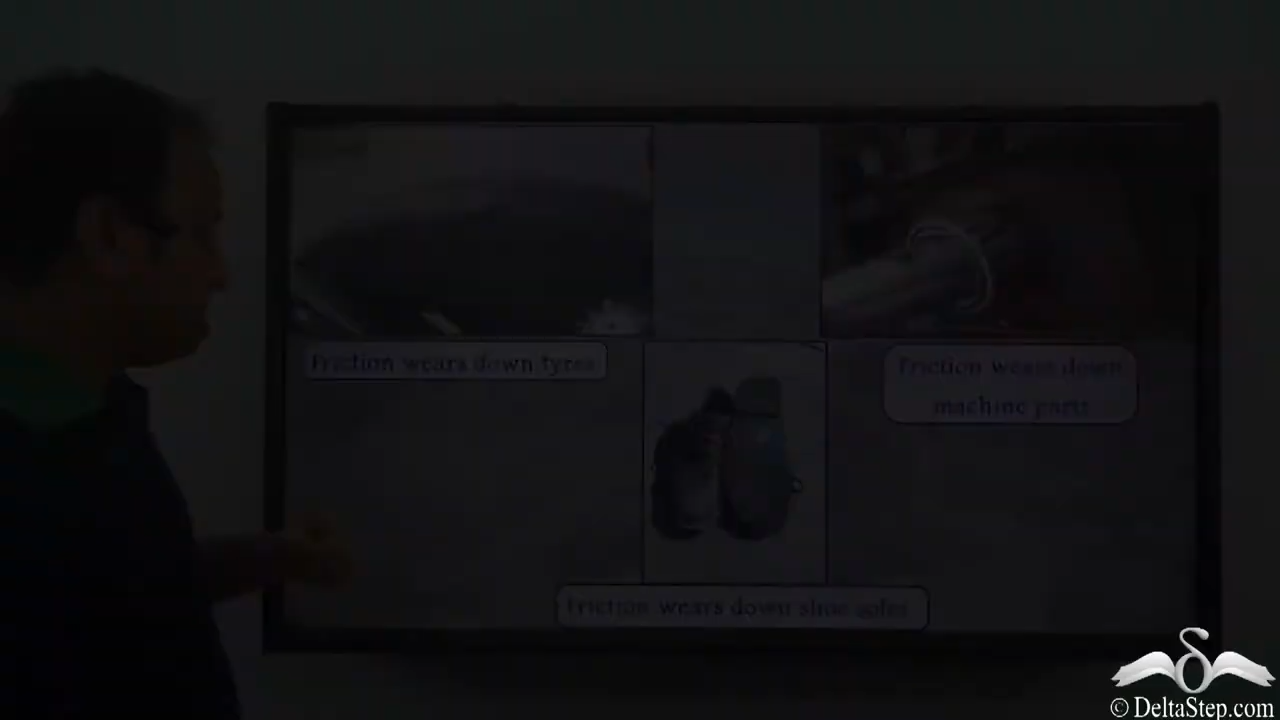 Friction wears down tyres
Friction wears down
machine parts
Friction wears down shoe soles
© DeltaStep.com